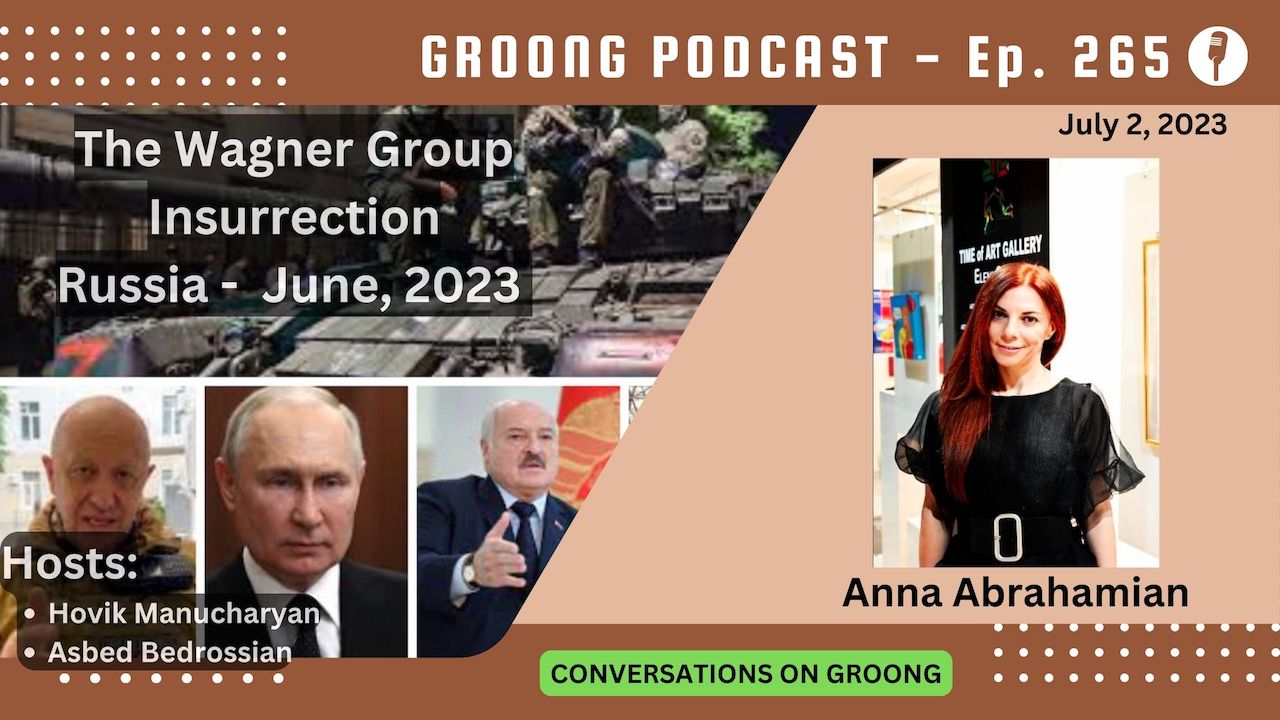 GROONG PODCAST - Ep. 265
July 2, 2023
The Wagner Group
Insurrection
Russia - June, 2023
TIME of ART GALLERY
Hosts:
• Hovik Manucharyan
• Asbed Bedrossian
Anna Abrahamian
CONVERSATIONS ON GROONG